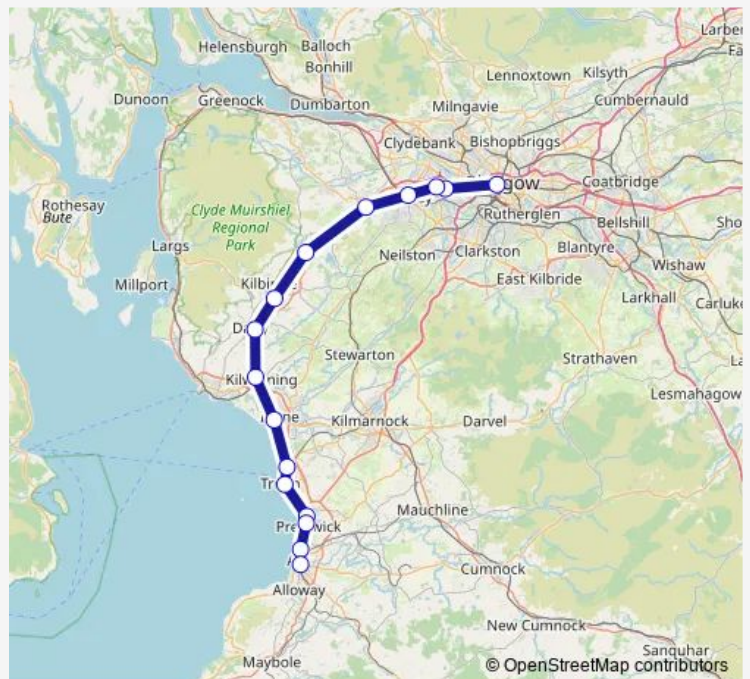 Larber
Helensburgh
Balloch
Bonhill
Lennoxtown
Kilsyth
Dunoon
Greenock
Dumbarton
Milngavie
Cumbernauld
Clydebank
Bishopbriggs
Coatbridge
Rothesay
Bute
Clyde Muirshiel
Regional
Park
Rutherglen
Bellshill
Largs
Neilston
Clarkston
Blantyre
Wishaw
Millport
East Kilbride
Larkhall
Carluke
Stewarton
Strathaven
Lesmahagow
Kilmarnock
Darvel
Mauchline
Cumnock
Alloway
New Cumnock
Sanquhar
Maybole
© OpenStreetMap contributors